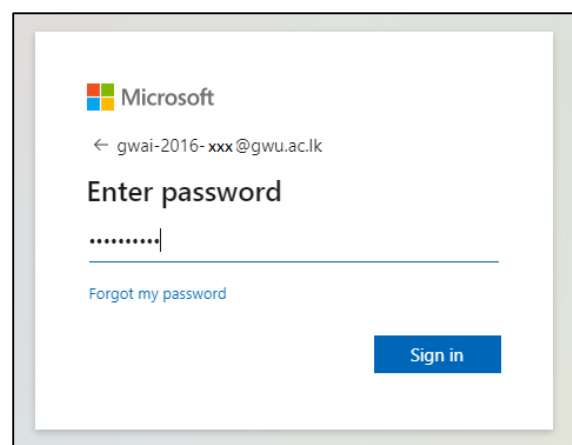 Microsoft
← gwai-2016-xxx@gwu.ac.lk
Enter password
••••••••••
Forgot my password
Sign in